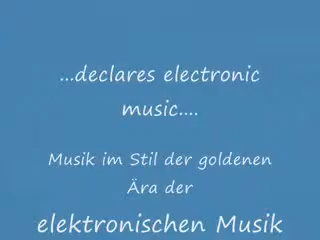 ...declares electronic
music....
Musik im Stil der goldenen
Ära der
elektronischen Musik